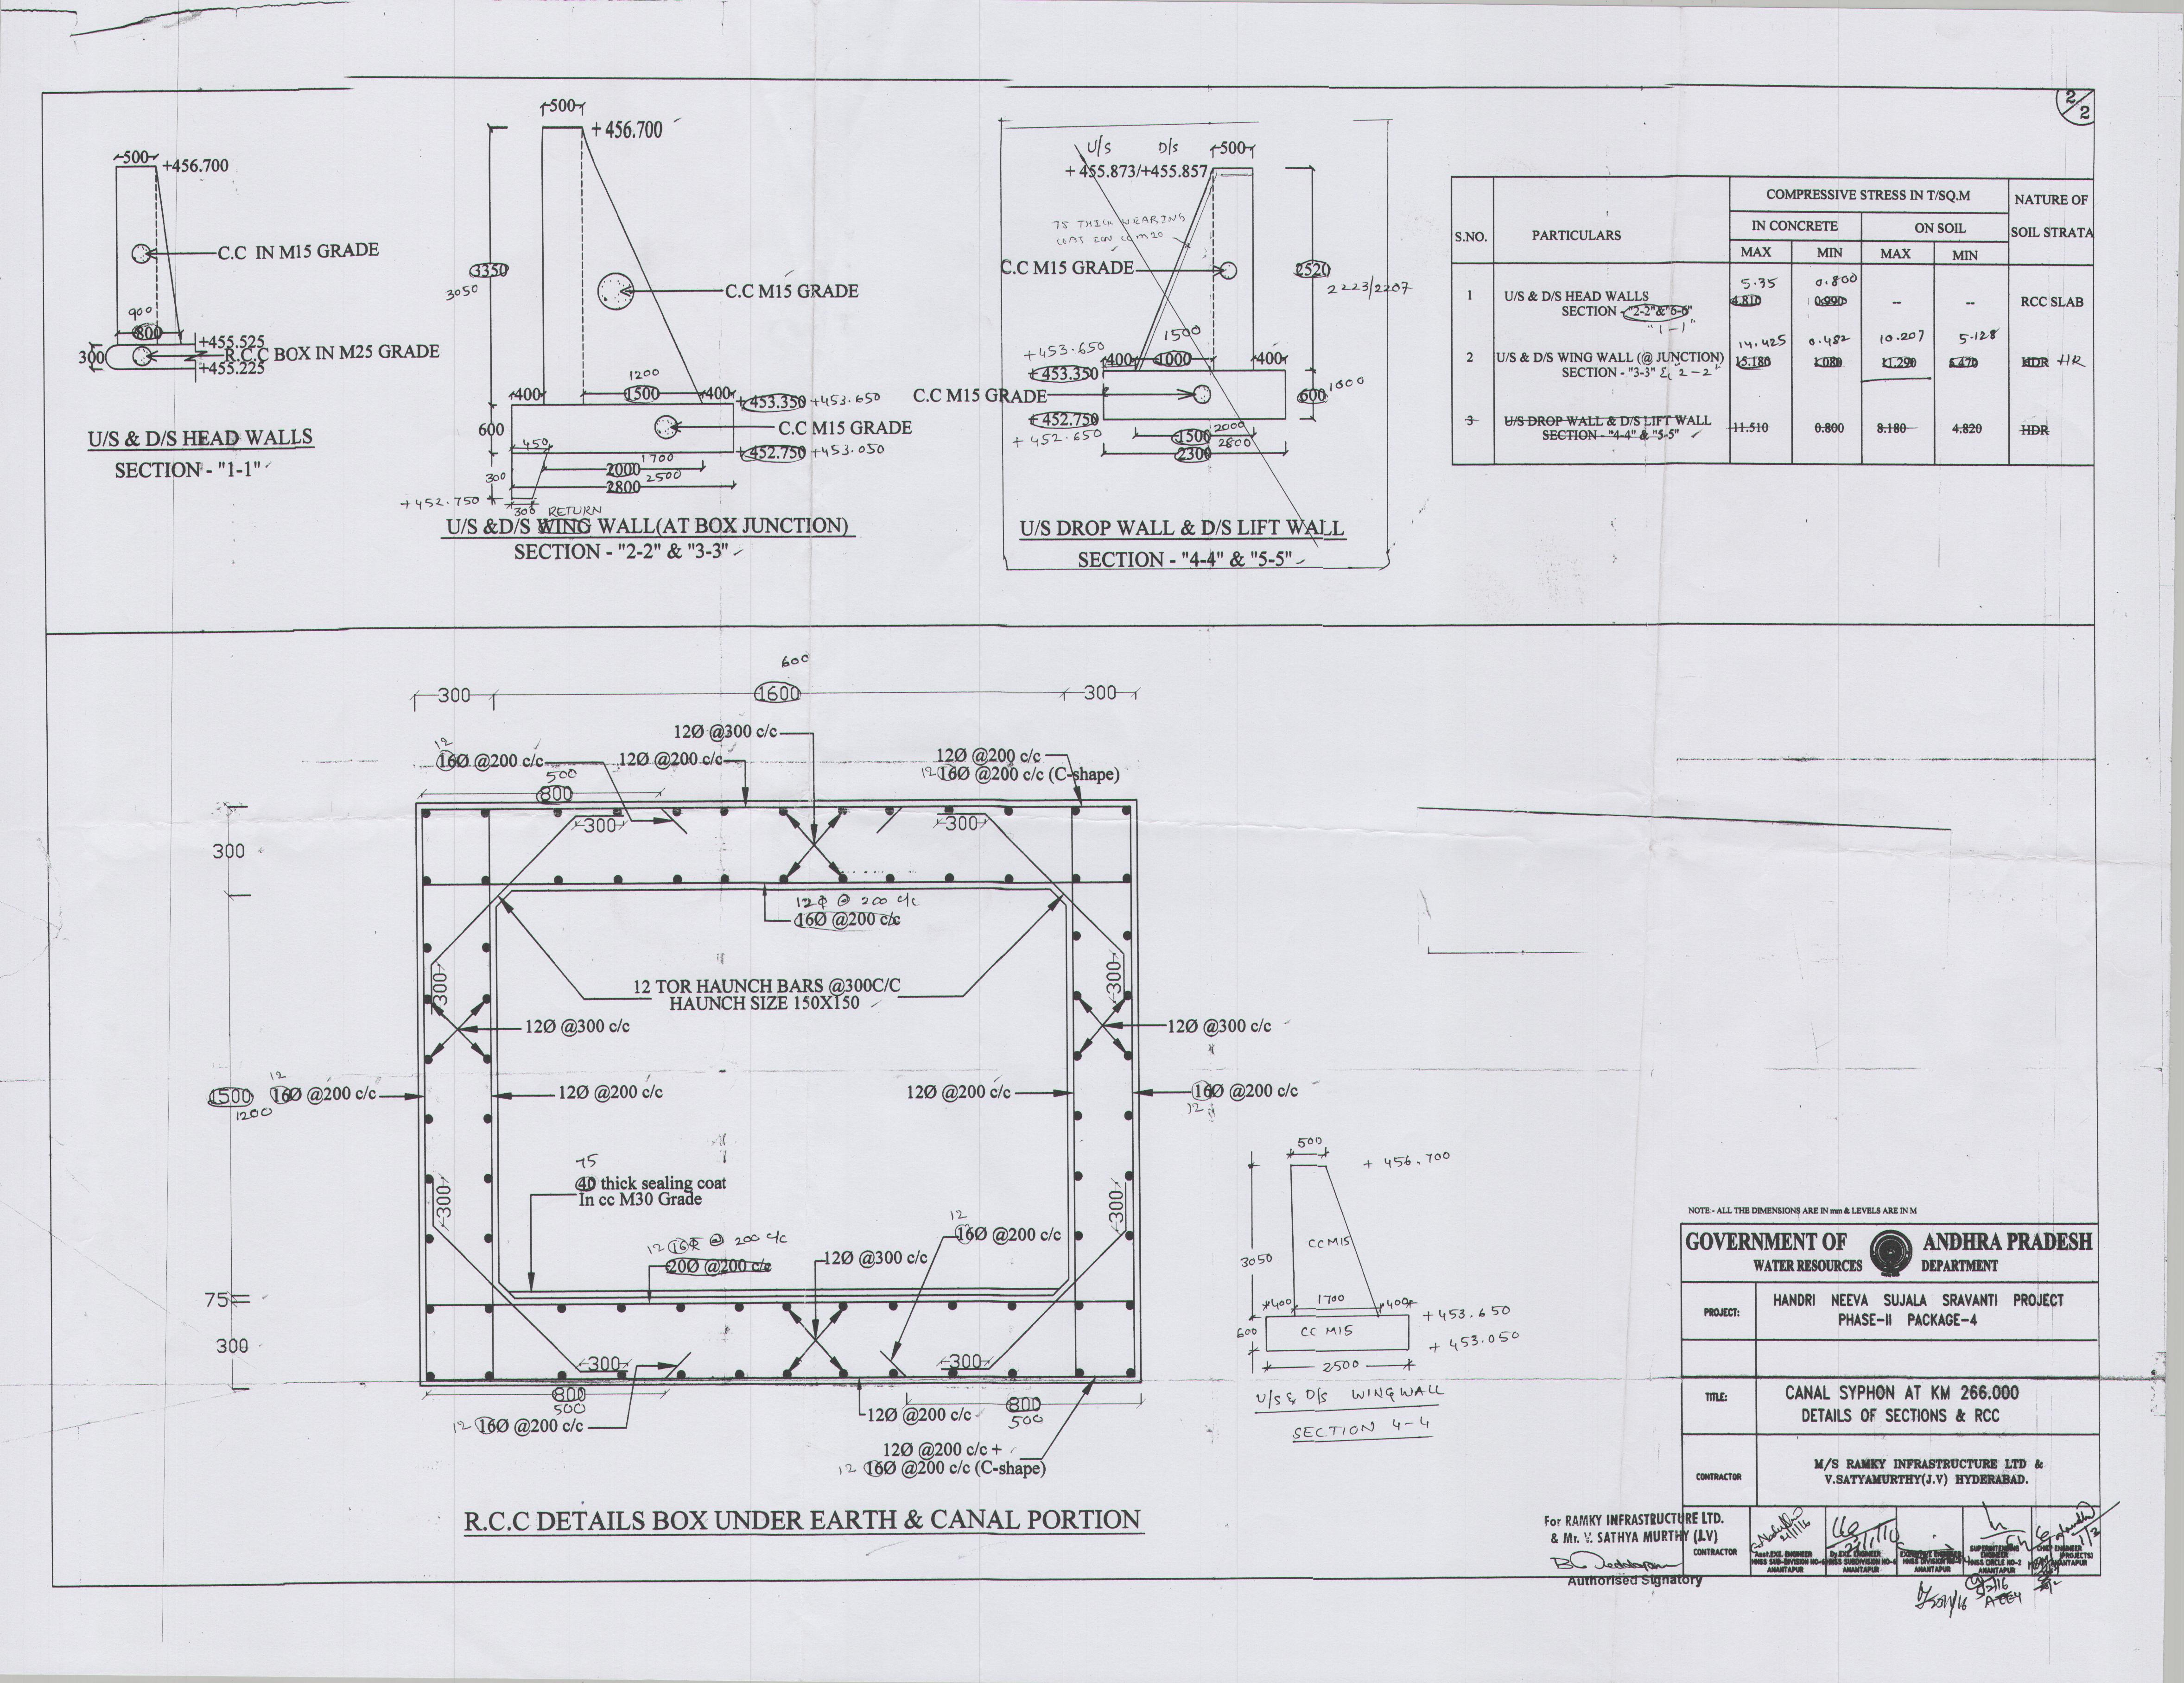 2/2
500
+456.700
C.C IN M15 GRADE
900
800
+455.525
300
R.C.C BOX IN M25 GRADE
+455.225
U/S & D/S HEAD WALLS
SECTION - "1-1"
500
+456.700
3350
3050
C.C M15 GRADE
1200
400
1500
400
+453.350
+453.650
600
C.C M15 GRADE
450
+452.750
+453.050
1700
2000
300
2500
2800
+452.750
300
RETURN
U/S &D/S WING WALL(AT BOX JUNCTION)
SECTION - "2-2" & "3-3"
U/S D/S
500
+455.873/+455.857
75 THICK WEARING
C.C M15 GRADE
2520
2223/2207
1500
+453.650
400
1000
400
+453.350
C.C M15 GRADE
600
+452.750
+452.650
2000
1500
2800
2300
U/S DROP WALL & D/S LIFT WALL
SECTION - "4-4" & "5-5"
S.NO. PARTICULARS COMPRESSIVE STRESS IN T/SQ.M NATURE OF SOIL STRATA
IN CONCRETE ON SOIL
MAX MIN MAX MIN
5.35 0.800
1 U/S & D/S HEAD WALLS 4.810 0.990 -- -- RCC SLAB
SECTION - "2-2"&"6-6"
"1-1"
14.425 0.482 10.207 5.128
2 U/S & D/S WING WALL (@ JUNCTION) 15.180 1.080 11.290 5.470 HDR HR
SECTION - "3-3" & "2-2"
3 U/S DROP WALL & D/S LIFT WALL 11.510 0.800 8.180 4.820 HDR
SECTION - "4-4" & "5-5"
600
300 1600 300
12Ø @300 c/c
12
16Ø @200 c/c
12Ø @200 c/c
12Ø @200 c/c
12 16Ø @200 c/c (C-shape)
500
800
300
300
300
12Φ @ 200 c/c
16Ø @200 c/c
300
300
12 TOR HAUNCH BARS @300C/C
HAUNCH SIZE 150X150
12Ø @300 c/c
12Ø @300 c/c
1500
1200
12
16Ø @200 c/c
12Ø @200 c/c
12Ø @200 c/c
16Ø @200 c/c
12
75
40 thick sealing coat
In cc M30 Grade
300
300
12
16Ø @200 c/c
12 16Φ @ 200 c/c
20Ø @200 c/c
12Ø @300 c/c
75
300
300
300
800
500
800
500
12 16Ø @200 c/c
12Ø @200 c/c
12Ø @200 c/c +
12 16Ø @200 c/c (C-shape)
R.C.C DETAILS BOX UNDER EARTH & CANAL PORTION
500
+ 456.700
CC M15
3050
400
1700
400
+453.650
600
CC M15
+ 453.050
2500
U/S & D/S WING WALL
SECTION 4-4
NOTE:- ALL THE DIMENSIONS ARE IN mm & LEVELS ARE IN M
GOVERNMENT OF ANDHRA PRADESH
WATER RESOURCES DEPARTMENT
PROJECT: HANDRI NEEVA SUJALA SRAVANTI PROJECT
PHASE-II PACKAGE-4
TITLE: CANAL SYPHON AT KM 266.000
DETAILS OF SECTIONS & RCC
CONTRACTOR M/S RAMKY INFRASTRUCTURE LTD &
V.SATYAMURTHY(J.V) HYDERABAD.
For RAMKY INFRASTRUCTURE LTD.
& Mr. V. SATHYA MURTHY (J.V)
Authorised Signatory
CONTRACTOR
Asst.EXE. ENGINEER
HNSS SUB-DIVISION
ANANTAPUR
Dy.EXE. ENGINEER
HNSS SUBDIVISION
ANANTAPUR
EXECUTIVE ENGINEER
HNSS DIVISION
ANANTAPUR
SUPERINTENDING
ENGINEER
HNSS CIRCLE NO-2
ANANTAPUR
CHIEF ENGINEER
(PROJECTS)
ANANTAPUR